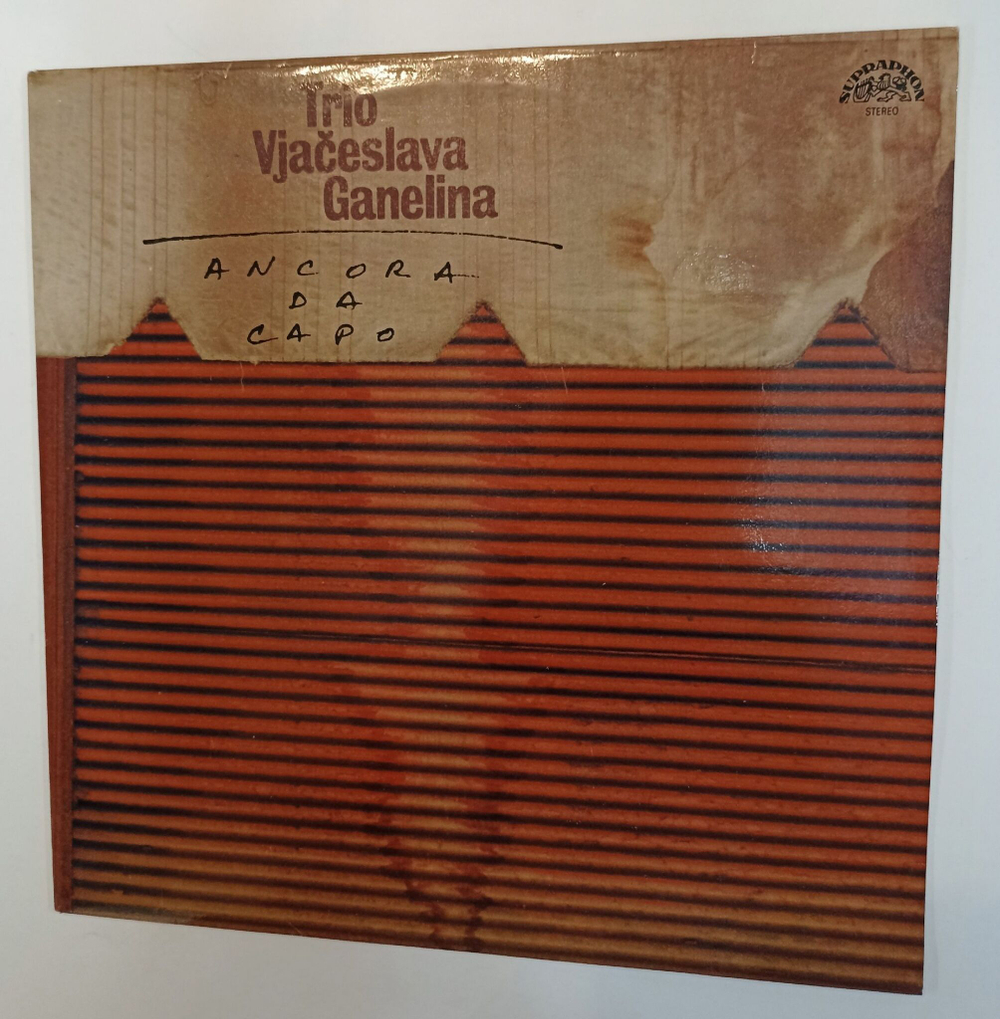 Trio
Vjačeslava
Ganelina
SUPRAPHON
STEREO
ANCORA
DA
CAPO